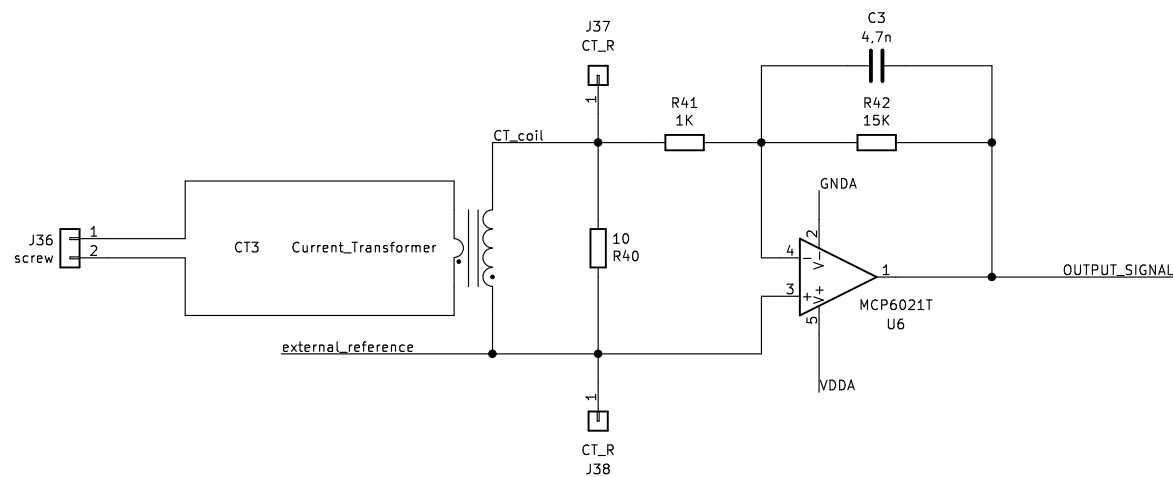 J37
CT_R
1
C3
4,7n
R41
1K
R42
15K
CT_coil
GNDA
J36
screw
1
2
CT3
Current_Transformer
10
R40
2
4
V-
-
3
+
V+
5
1
OUTPUT_SIGNAL
MCP6021T
U6
external_reference
VDDA
1
CT_R
J38